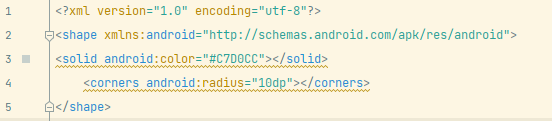 1 <?xml version="1.0" encoding="utf-8"?>
2 <shape xmlns:android="http://schemas.android.com/apk/res/android">
3 <solid android:color="#C7D0CC"></solid>
4     <corners android:radius="10dp"></corners>
5 </shape>